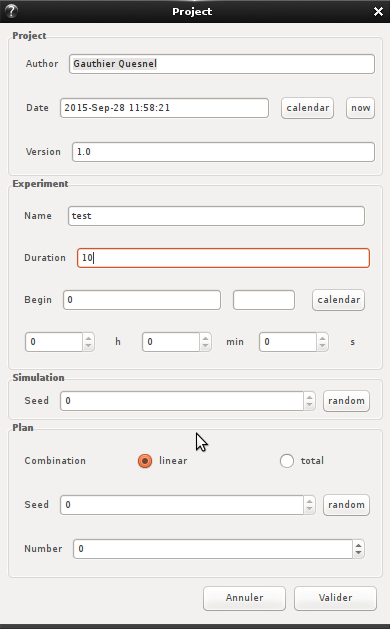 Project
Project
Author Gauthier Quesnel
Date 2015-Sep-28 11:58:21 calendar now
Version 1.0
Experiment
Name test
Duration 10
Begin 0 calendar
0 h 0 min 0 s
Simulation
Seed 0 random
Plan
Combination linear total
Seed 0 random
Number 0
Annuler Valider